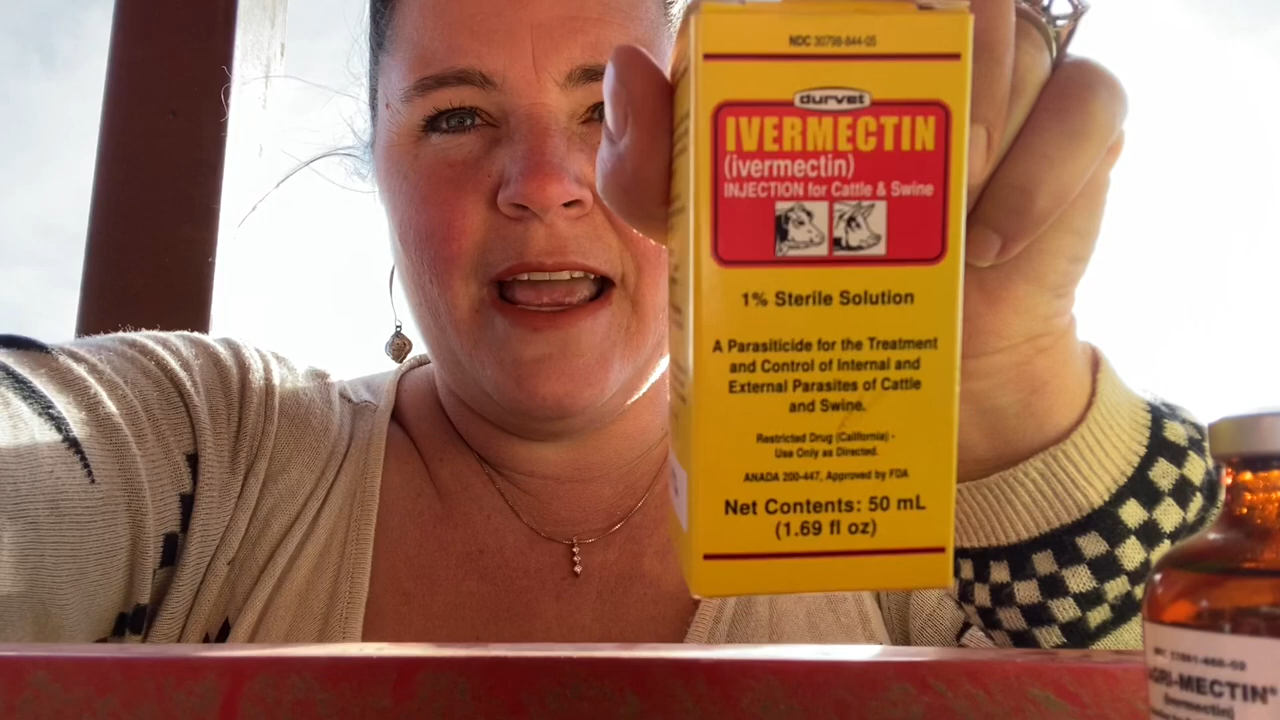 NDC 30798-844-05
durvet
IVERMECTIN
(ivermectin)
INJECTION for Cattle & Swine
1% Sterile Solution
A Parasiticide for the Treatment
and Control of Internal and
External Parasites of Cattle
and Swine.
Restricted Drug (California) -
Use Only as Directed.
ANADA 200-447, Approved by FDA
Net Contents: 50 mL
(1.69 fl oz)
AGRI-MECTIN®
(ivermectin)